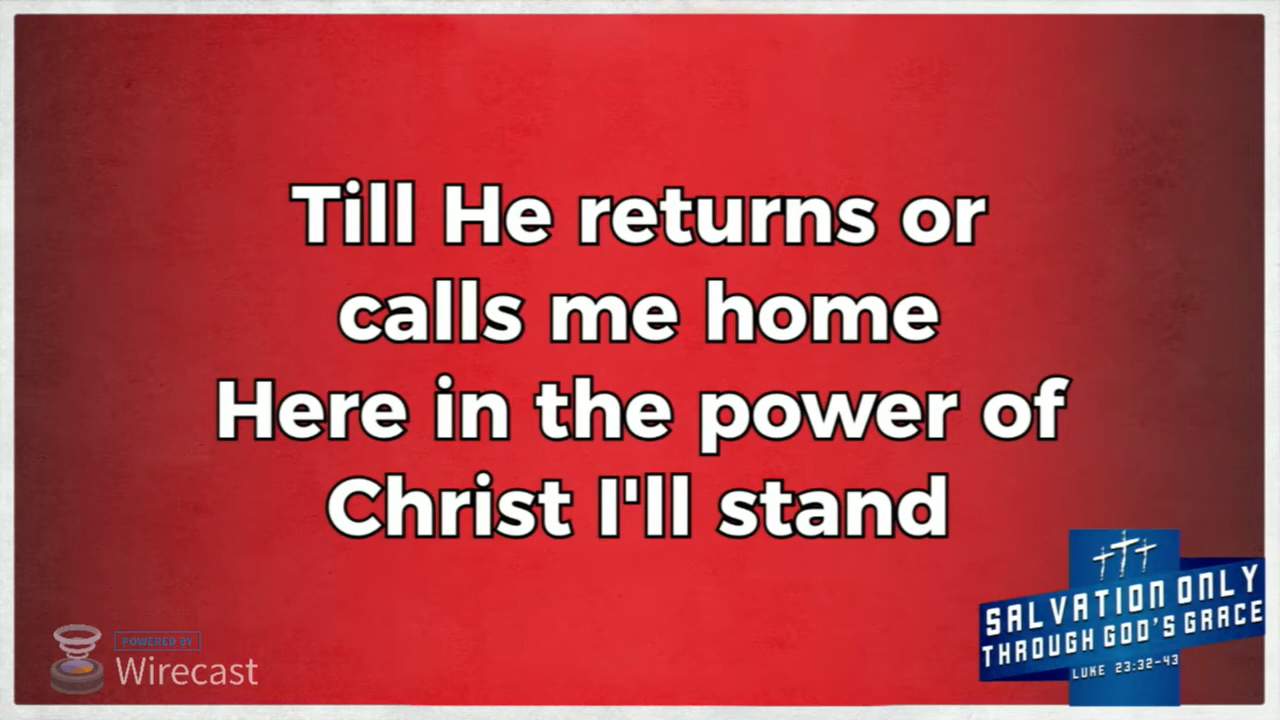 Till He returns or
calls me home
Here in the power of
Christ I'll stand
SALVATION ONLY
THROUGH GOD'S GRACE
LUKE 23:32-43
POWERED BY
Wirecast